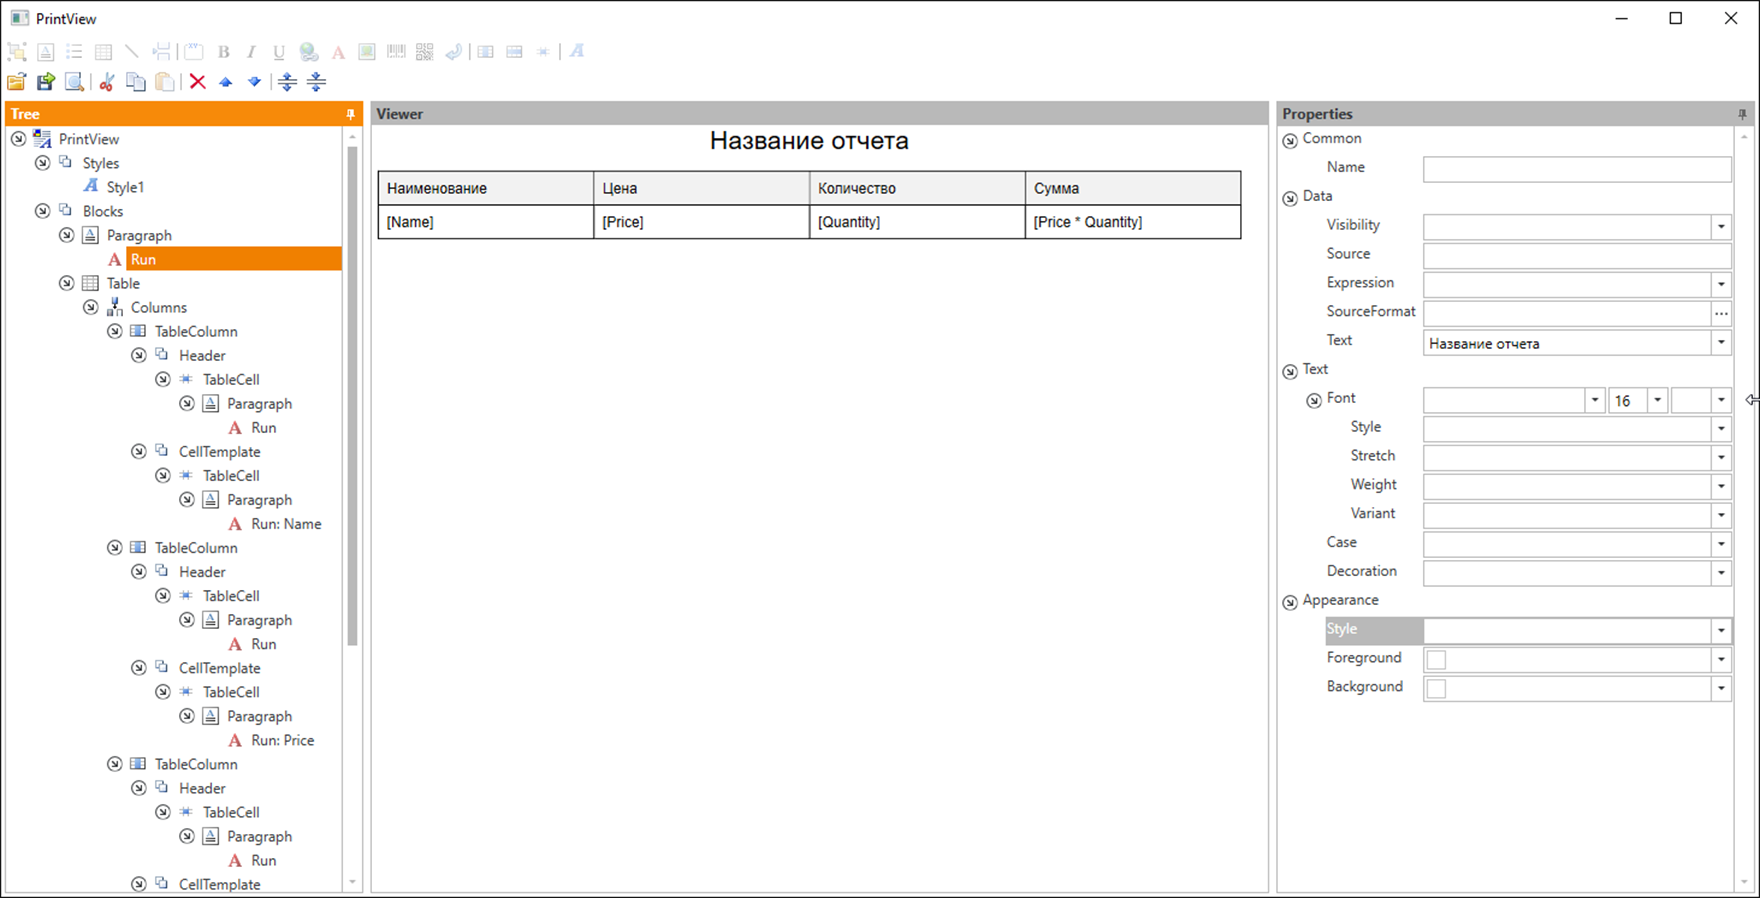 PrintView
B I U A A
Tree
PrintView
Styles
Style1
Blocks
Paragraph
Run
Table
Columns
TableColumn
Header
TableCell
Paragraph
Run
CellTemplate
TableCell
Paragraph
Run: Name
TableColumn
Header
TableCell
Paragraph
Run
CellTemplate
TableCell
Paragraph
Run: Price
TableColumn
Header
TableCell
Paragraph
Run
CellTemplate
Viewer
Название отчета
Наименование Цена Количество Сумма
[Name] [Price] [Quantity] [Price * Quantity]
Properties
Common
Name
Data
Visibility
Source
Expression
SourceFormat ...
Text Название отчета
Text
Font 16
Style
Stretch
Weight
Variant
Case
Decoration
Appearance
Style
Foreground
Background